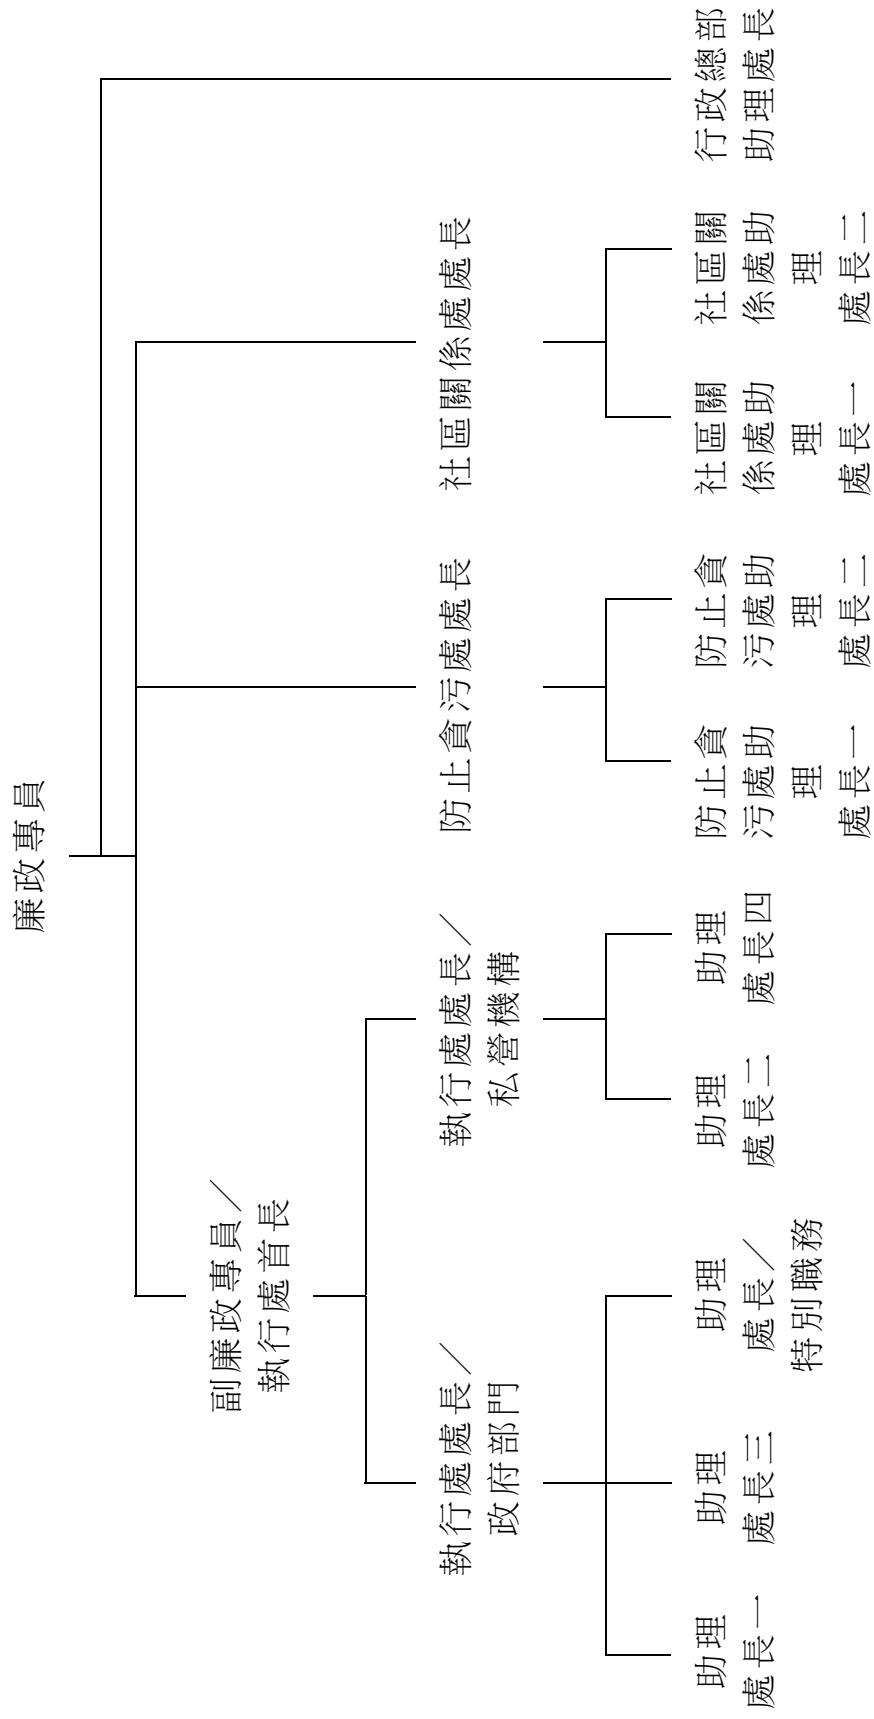 廉政專員
副廉政專員／
執行處首長
執行處處長／
政府部門
執行處處長／
私營機構
防止貪污處處長
社區關係處處長
助理
處長一
助理
處長三
助理
處長／
特別職務
助理
處長二
助理
處長四
防止貪
污處助
理
處長一
防止貪
污處助
理
處長二
社區關
係處助
理
處長一
社區關
係處助
理
處長二
行政總部
助理處長